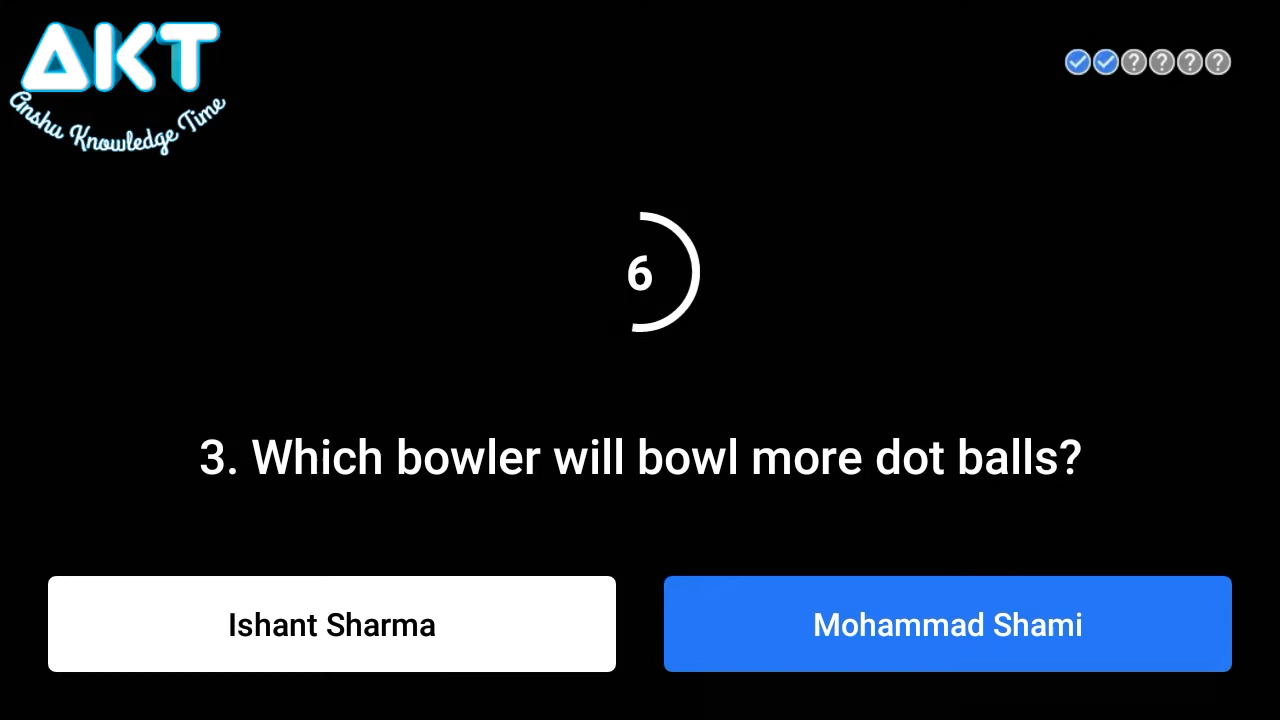 AKT
Anshu Knowledge Time
? ? ? ?
6
3. Which bowler will bowl more dot balls?
Ishant Sharma
Mohammad Shami